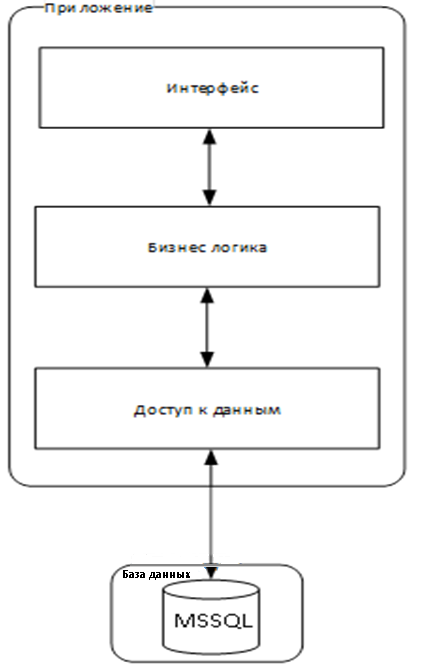 Приложение
Интерфейс
Бизнес логика
Доступ к данным
База данных
MSSQL